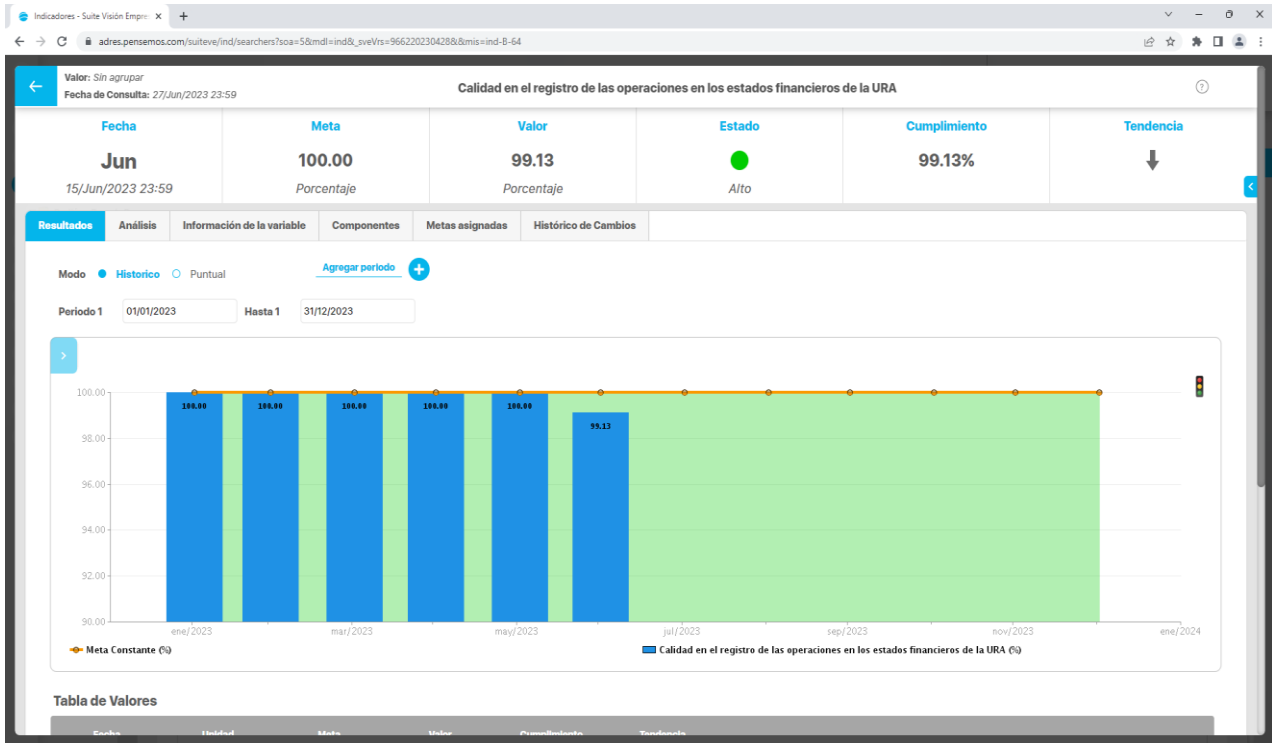 Indicadores - Suite Visión Empre
adres.pensemos.com/suiteve/ind/searchers?soa=5&mdl=ind&_sveVrs=966220230428&&mis=ind-B-64
Valor: Sin agrupar
Fecha de Consulta: 27/Jun/2023 23:59
Calidad en el registro de las operaciones en los estados financieros de la URA
Fecha Meta Valor Estado Cumplimiento Tendencia
Jun 100.00 99.13 99.13%
15/Jun/2023 23:59 Porcentaje Porcentaje Alto
Resultados Análisis Información de la variable Componentes Metas asignadas Histórico de Cambios
Modo Historico Puntual Agregar periodo
Periodo 1 01/01/2023 Hasta 1 31/12/2023
100.00
100.00 100.00 100.00 100.00 100.00
99.13
98.00
96.00
94.00
92.00
90.00
ene/2023 mar/2023 may/2023 jul/2023 sep/2023 nov/2023 ene/2024
Meta Constante (%) Calidad en el registro de las operaciones en los estados financieros de la URA (%)
Tabla de Valores
Fecha Unidad Meta Valor Cumplimiento Tendencia